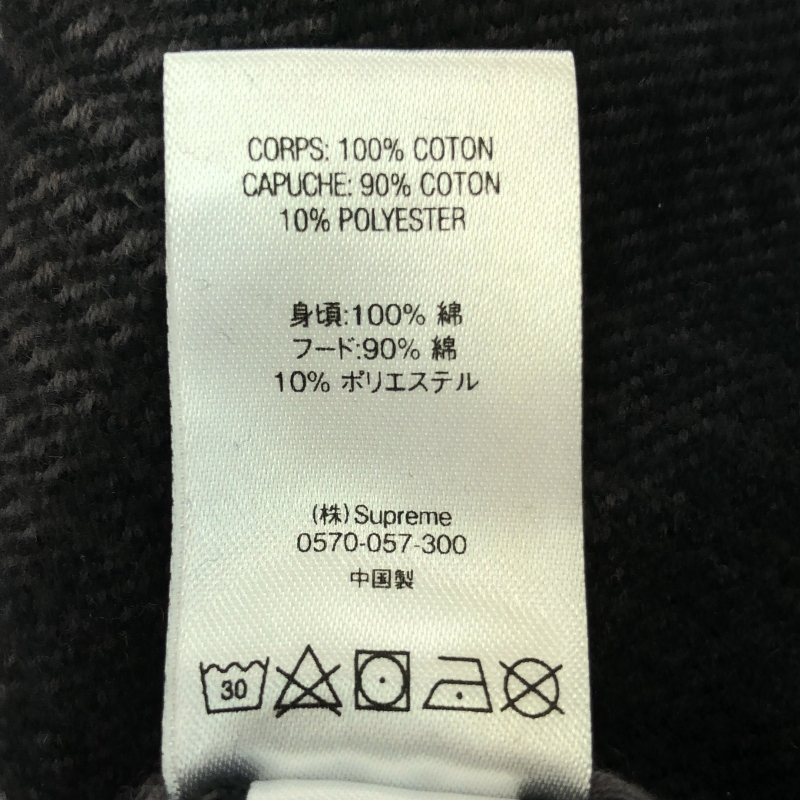 CORPS: 100% COTON
CAPUCHE: 90% COTON
10% POLYESTER
身頃:100% 綿
フード:90% 綿
10% ポリエステル
(株)Supreme
0570-057-300
中国製
30